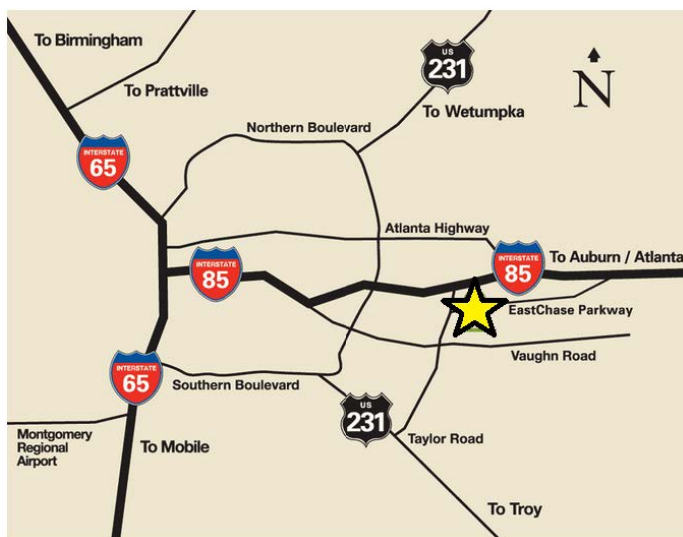 To Birmingham
To Prattville
US
231
To Wetumpka
N
Northern Boulevard
INTERSTATE
65
Atlanta Highway
INTERSTATE
85
INTERSTATE
85
To Auburn / Atlanta
EastChase Parkway
Vaughn Road
INTERSTATE
65
Southern Boulevard
US
231
Taylor Road
Montgomery
Regional
Airport
To Mobile
To Troy